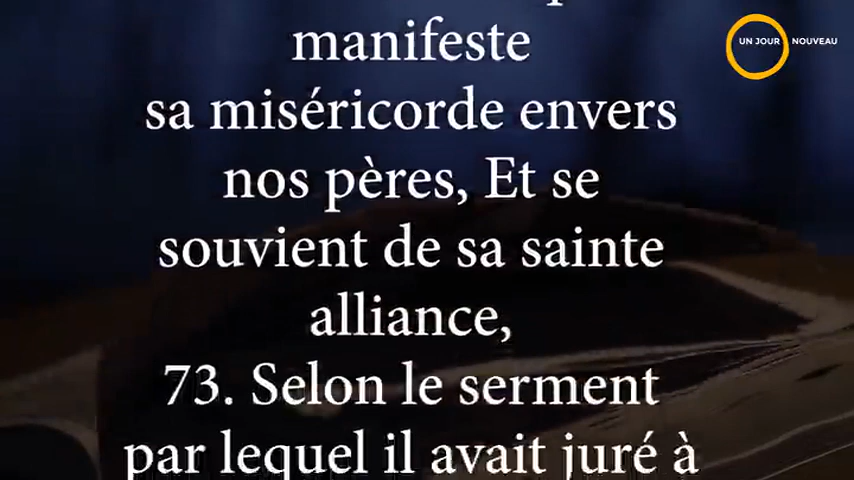 UN JOUR NOUVEAU
manifeste
sa miséricorde envers
nos pères, Et se
souvient de sa sainte
alliance,
73. Selon le serment
par lequel il avait juré à